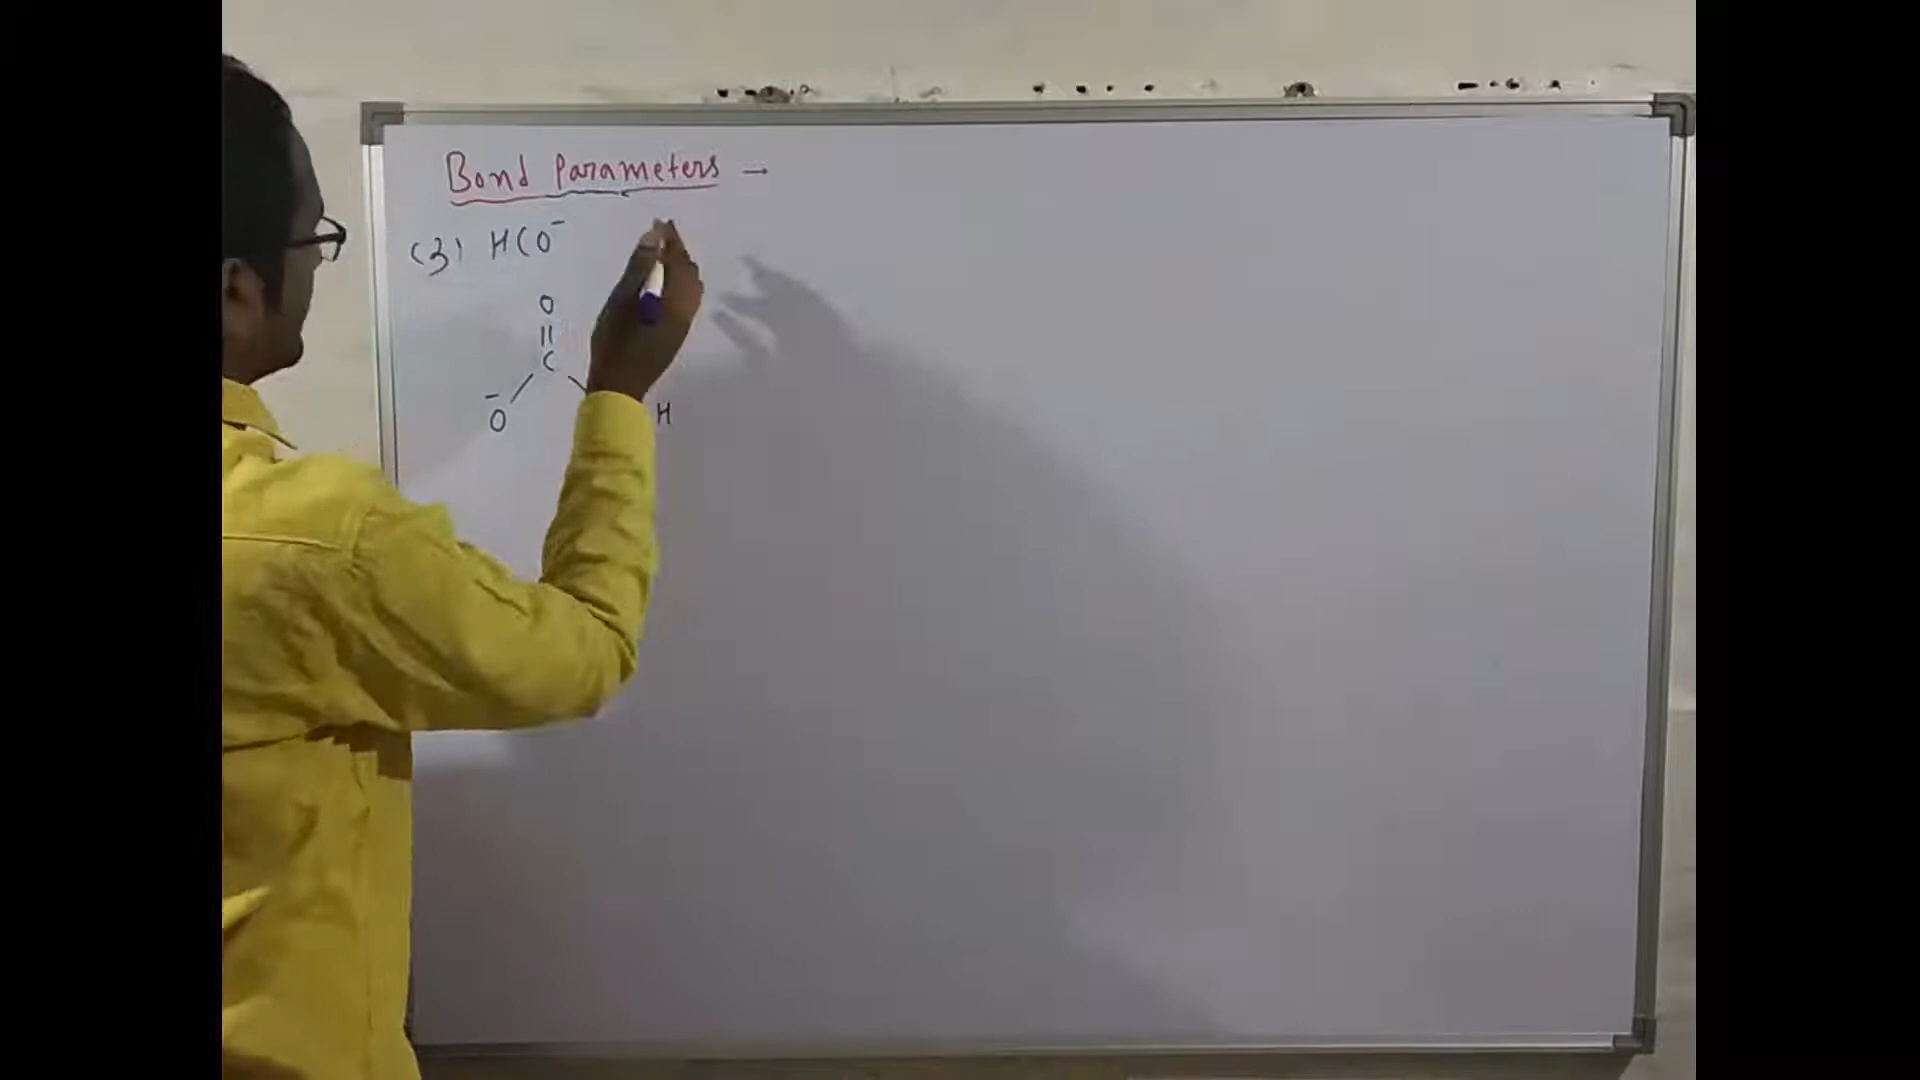 Bond Parameters →
(3) HCO⁻
O
||
C
⁻
O H